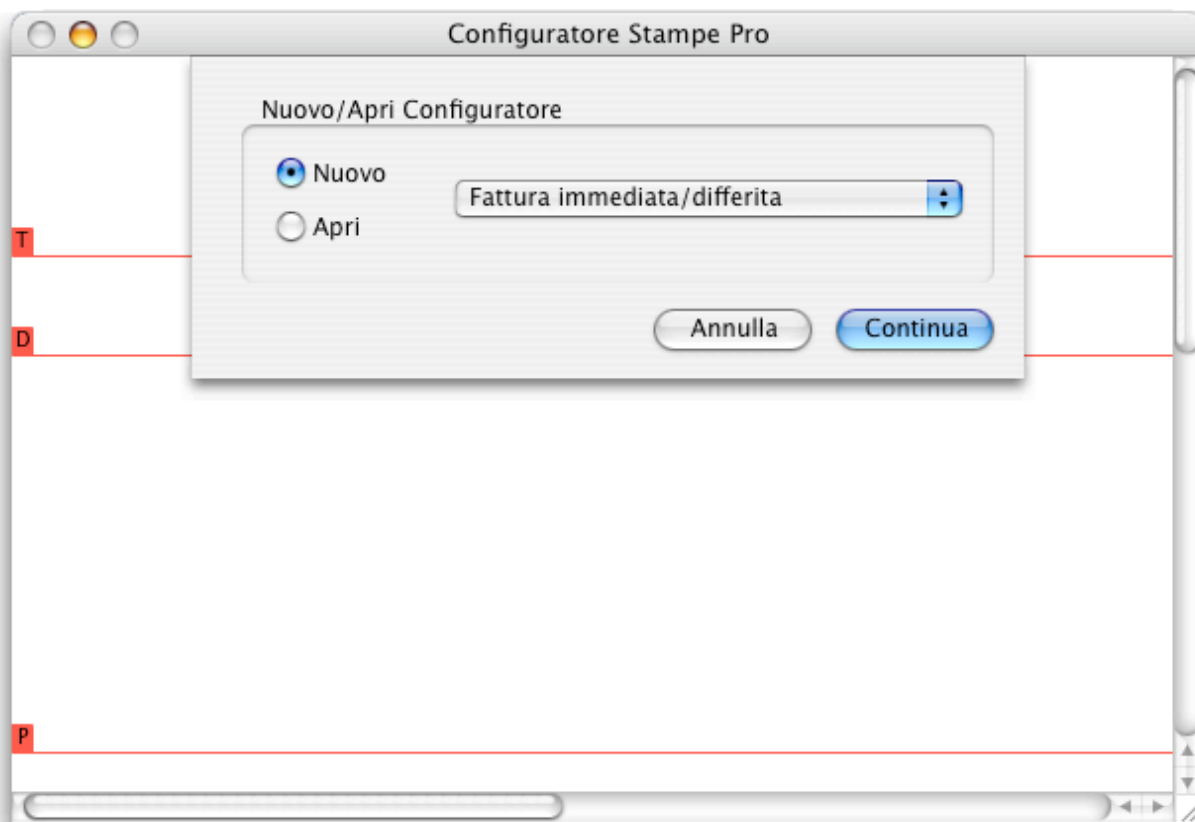 Configuratore Stampe Pro
Nuovo/Apri Configuratore
Nuovo
Fattura immediata/differita
Apri
T
Annulla
Continua
D
P